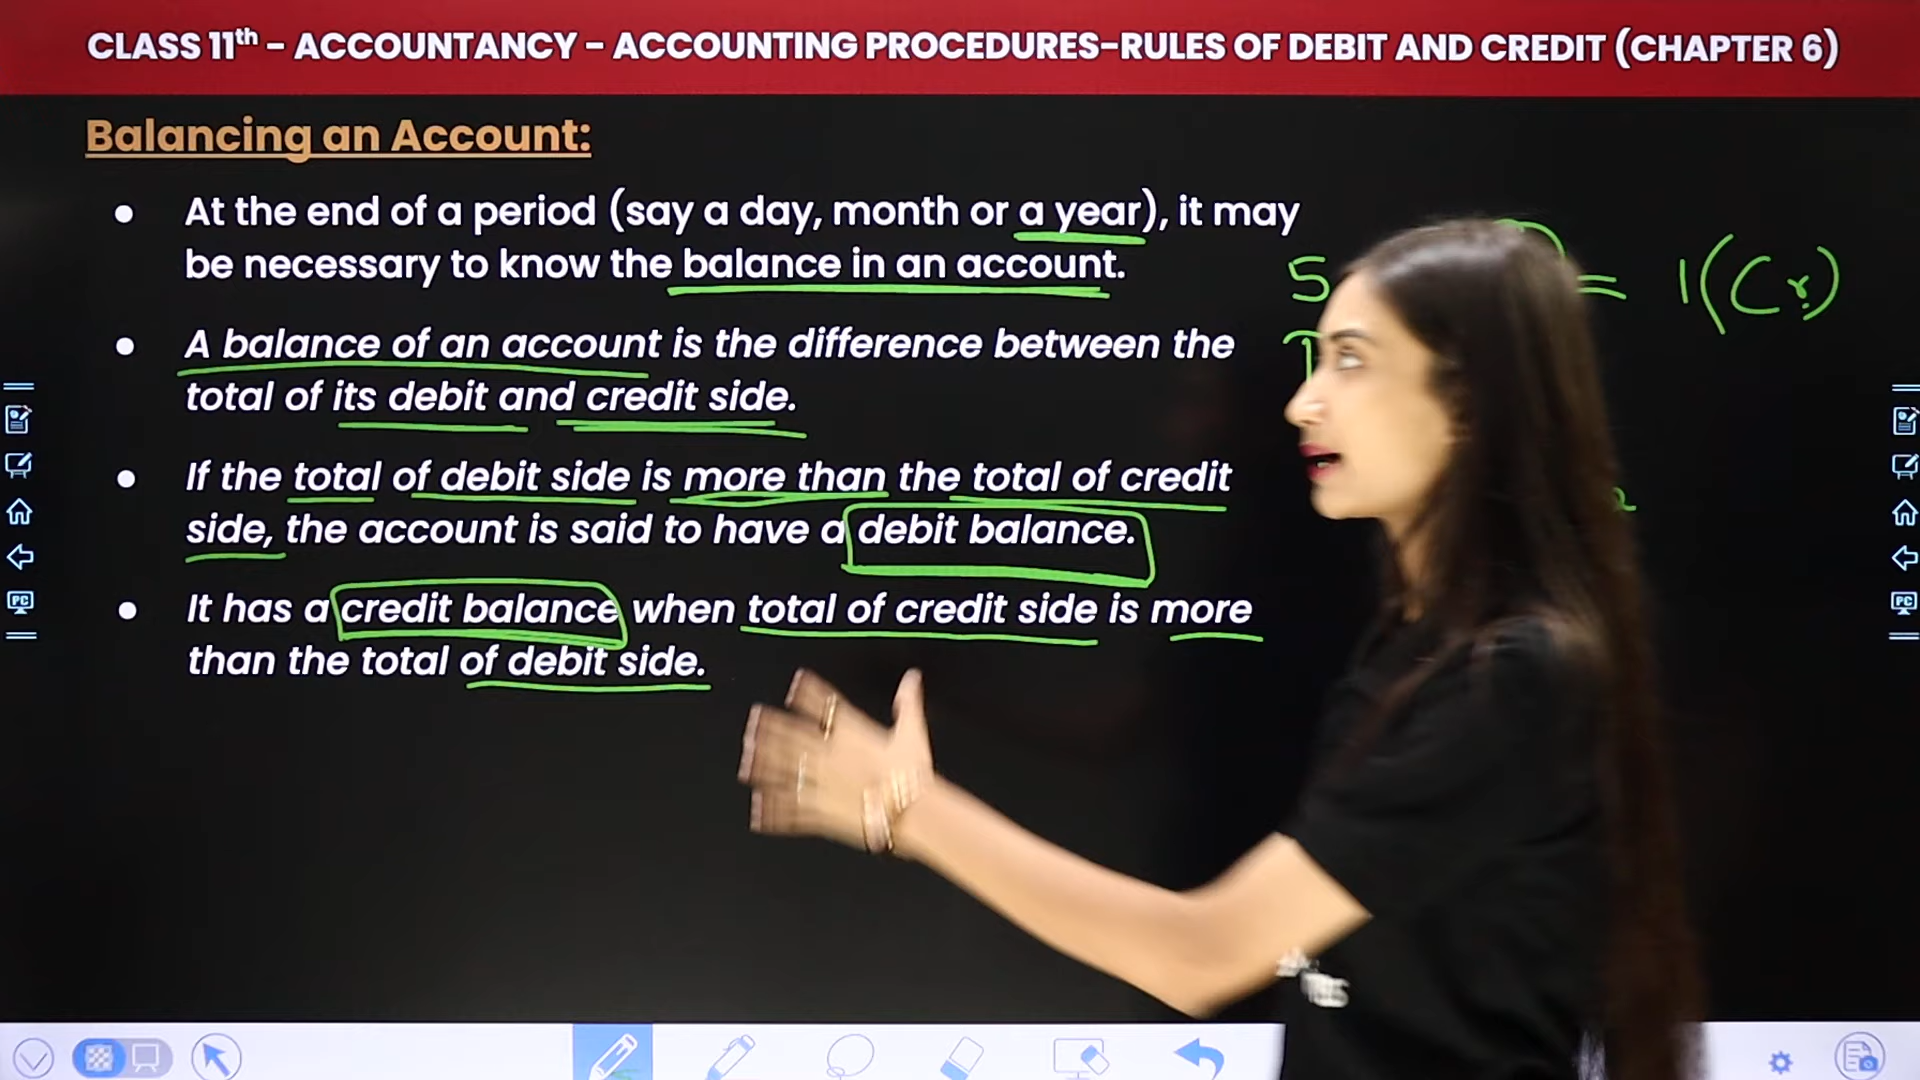 CLASS 11th - ACCOUNTANCY - ACCOUNTING PROCEDURES-RULES OF DEBIT AND CREDIT (CHAPTER 6)
Balancing an Account:
● At the end of a period (say a day, month or a year), it may
be necessary to know the balance in an account.
● A balance of an account is the difference between the
total of its debit and credit side.
● If the total of debit side is more than the total of credit
side, the account is said to have a debit balance.
● It has a credit balance when total of credit side is more
than the total of debit side.
5 = 1 (Cr)
PC
PC